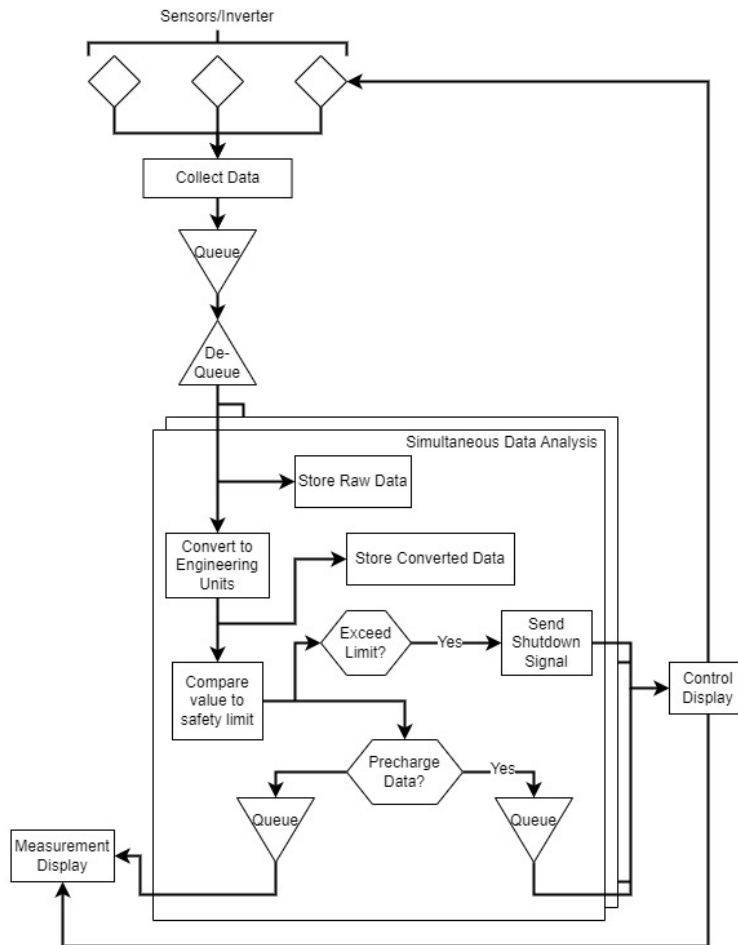 Sensors/Inverter
Collect Data
Queue
De-
Queue
Simultaneous Data Analysis
Store Raw Data
Convert to
Engineering
Units
Store Converted Data
Exceed
Limit?
Yes
Send
Shutdown
Signal
Compare
value to
safety limit
Control
Display
Precharge
Data?
Yes
Queue
Queue
Measurement
Display